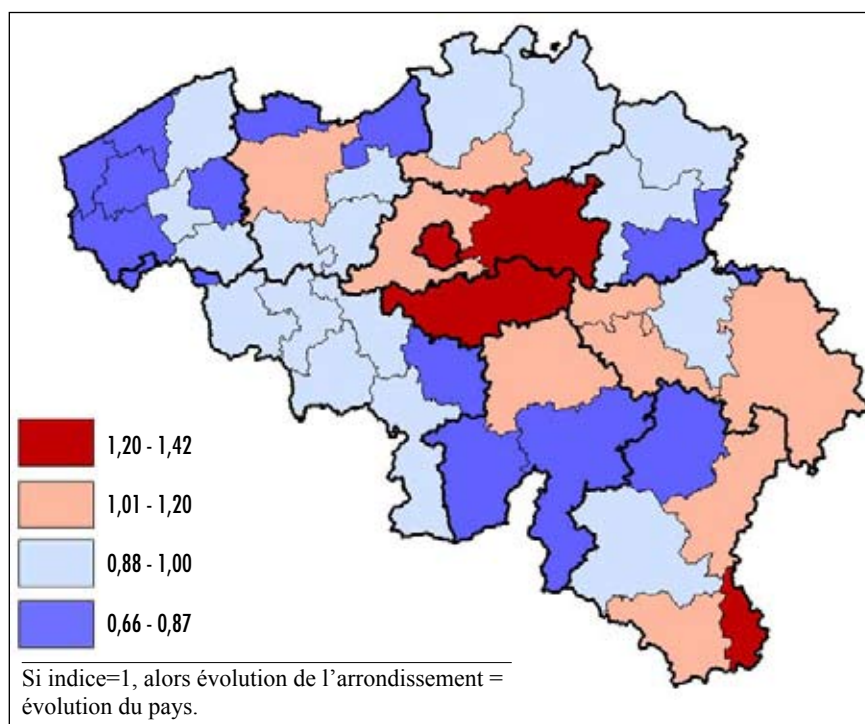 1,20 - 1,42
1,01 - 1,20
0,88 - 1,00
0,66 - 0,87
Si indice=1, alors évolution de l'arrondissement =
évolution du pays.